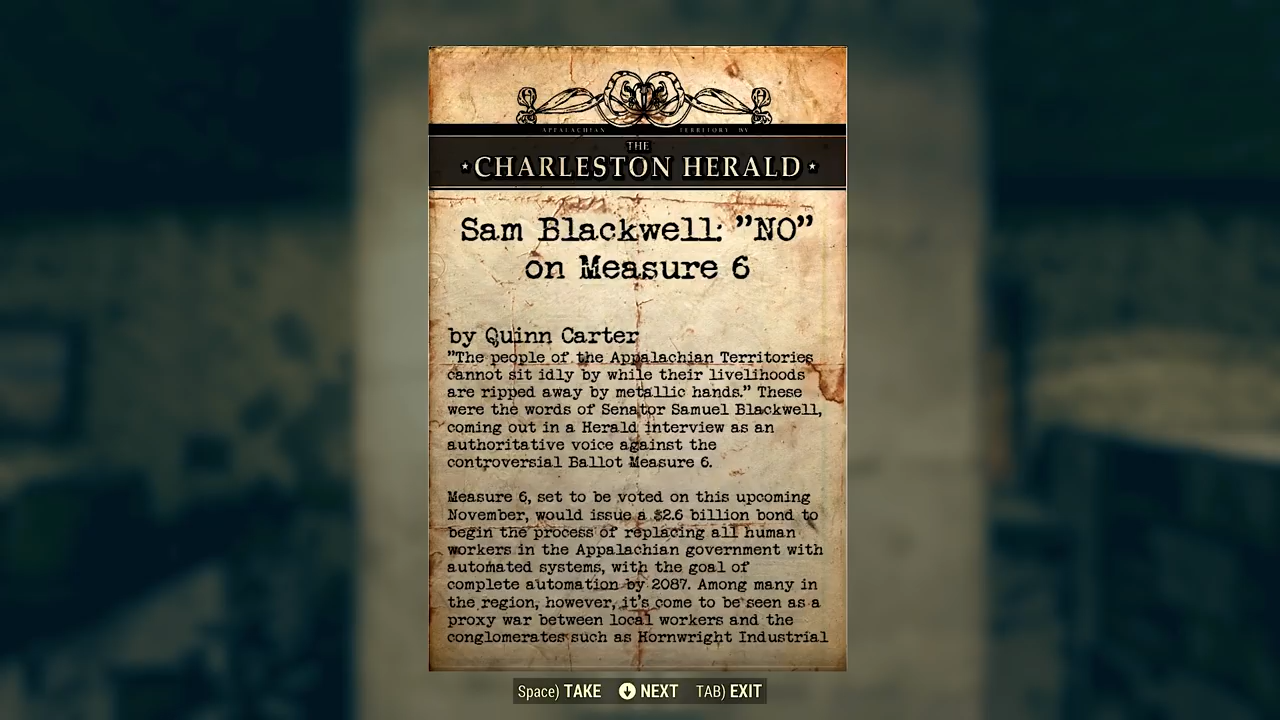 APPALACHIAN TERRITORY WV
THE
CHARLESTON HERALD
Sam Blackwell: "NO"
on Measure 6
by Quinn Carter
"The people of the Appalachian Territories
cannot sit idly by while their livelihoods
are ripped away by metallic hands." These
were the words of Senator Samuel Blackwell,
coming out in a Herald interview as an
authoritative voice against the
controversial Ballot Measure 6.
Measure 6, set to be voted on this upcoming
November, would issue a $2.6 billion bond to
begin the process of replacing all human
workers in the Appalachian government with
automated systems, with the goal of
complete automation by 2087. Among many in
the region, however, it's come to be seen as a
proxy war between local workers and the
conglomerates such as Hornwright Industrial
Space) TAKE NEXT TAB) EXIT